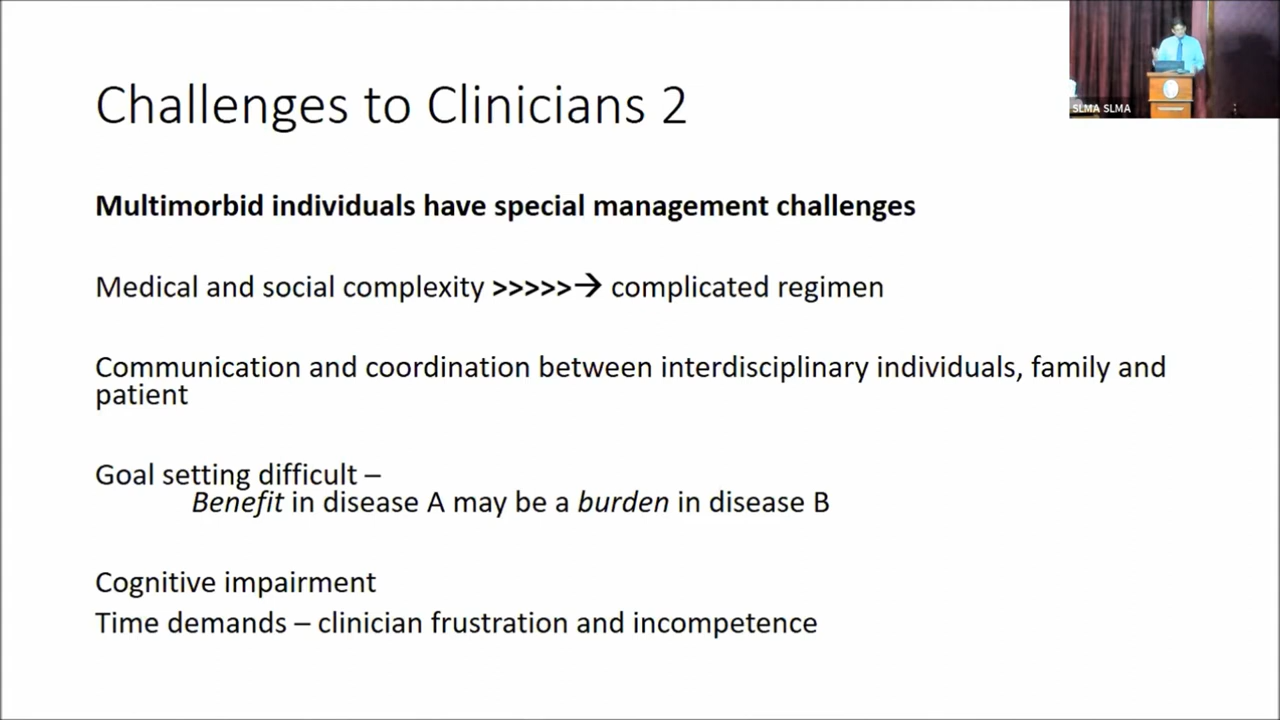 Challenges to Clinicians 2
SLMA SLMA
Multimorbid individuals have special management challenges
Medical and social complexity >>>>>→ complicated regimen
Communication and coordination between interdisciplinary individuals, family and
patient
Goal setting difficult –
Benefit in disease A may be a burden in disease B
Cognitive impairment
Time demands – clinician frustration and incompetence